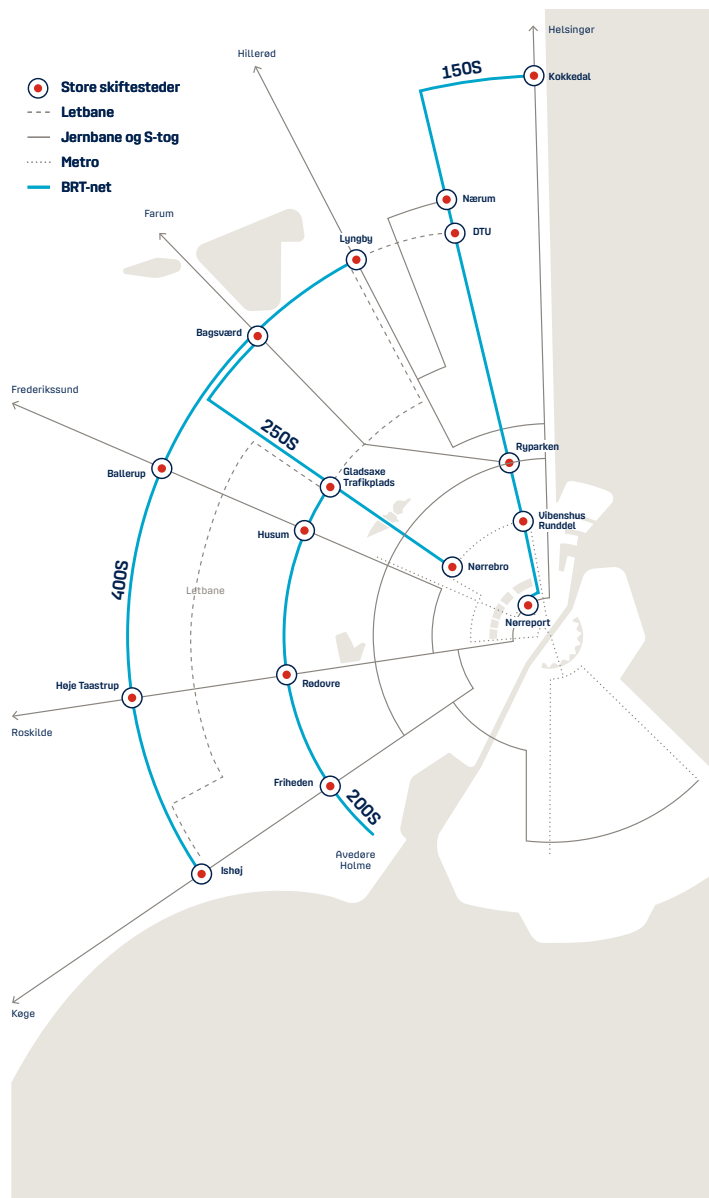 Helsingør
Hillerød
150S
Kokkedal
Store skiftesteder
Letbane
Jernbane og S-tog
Metro
BRT-net
Nærum
Farum
DTU
Lyngby
Bagsværd
Frederikssund
250S
Ryparken
Ballerup
Gladsaxe
Trafikplads
Vibenshus
Runddel
Husum
Nørrebro
400S
Letbane
Nørreport
Høje Taastrup
Rødovre
Roskilde
Friheden
200S
Avedøre
Holme
Ishøj
Køge